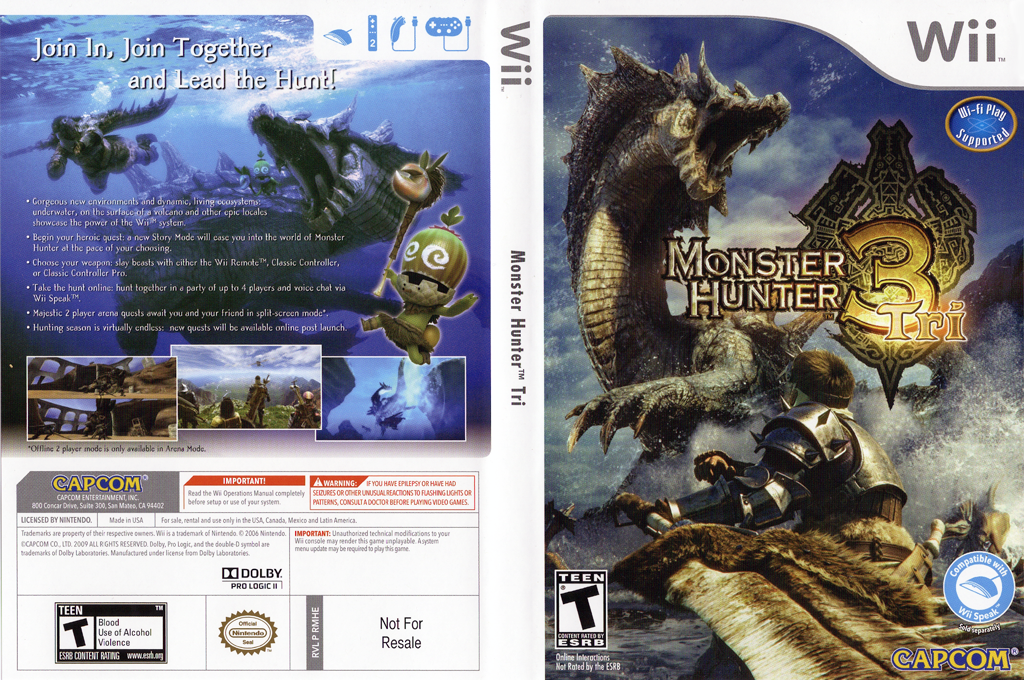 Join In, Join Together
and Lead the Hunt!
2
• Gorgeous new environments and dynamic, living ecosystems:
underwater, on the surface of a volcano and other epic locales
showcase the power of the Wii™ system.
• Begin your heroic quest: a new Story Mode will ease you into the world of Monster
Hunter at the pace of your choosing.
• Choose your weapon: slay beasts with either the Wii Remote™, Classic Controller,
or Classic Controller Pro.
• Take the hunt online: hunt together in a party of up to 4 players and voice chat via
Wii Speak™.
• Majestic 2 player arena quests await you and your friend in split-screen mode*.
• Hunting season is virtually endless: new quests will be available online post launch.
*Offline 2 player mode is only available in Arena Mode.
CAPCOM®
CAPCOM ENTERTAINMENT, INC.
800 Concar Drive, Suite 300, San Mateo, CA 94402
IMPORTANT!
Read the Wii Operations Manual completely
before setup or use of your system.
WARNING: IF YOU HAVE EPILEPSY OR HAVE HAD
SEIZURES OR OTHER UNUSUAL REACTIONS TO FLASHING LIGHTS OR
PATTERNS, CONSULT A DOCTOR BEFORE PLAYING VIDEO GAMES.
LICENSED BY NINTENDO.
Made in USA
For sale, rental and use only in the USA, Canada, Mexico and Latin America.
Trademarks are property of their respective owners. Wii is a trademark of Nintendo. © 2006 Nintendo.
©CAPCOM CO., LTD. 2009 ALL RIGHTS RESERVED. Dolby, Pro Logic, and the double-D symbol are
trademarks of Dolby Laboratories. Manufactured under license from Dolby Laboratories.
IMPORTANT: Unauthorized technical modifications to your
Wii console may render this game unplayable. A system
menu update may be required to play this game.
DOLBY
PRO LOGIC II
TEEN
™
T
Blood
Use of Alcohol
Violence
ESRB CONTENT RATING
www.esrb.org
Official
Nintendo
Seal
RVL P RMHE
Not For
Resale
Wii
™
Monster Hunter™ Tri
Wii
™
Wi-fi Play
Supported
MONSTER
HUNTER
3
Tri
TEEN
T
®
CONTENT RATED BY
ESRB
Online Interactions
Not Rated by the ESRB
Compatible with
Wii Speak™
Sold separately
CAPCOM®